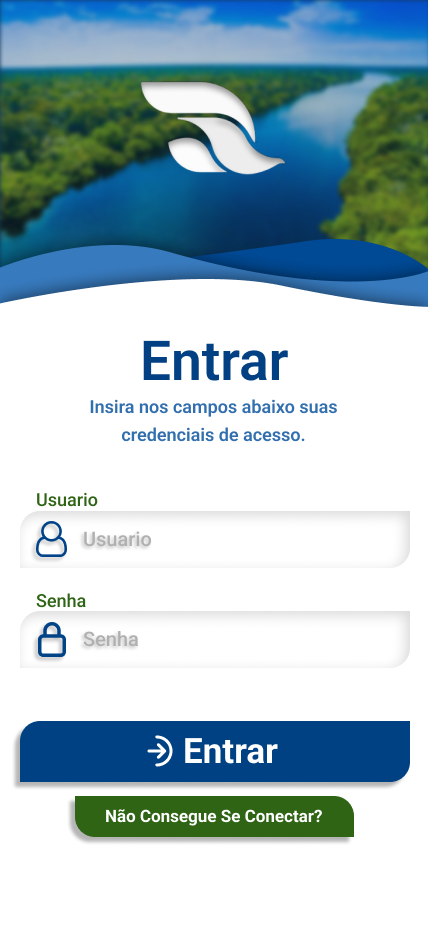 Entrar
Insira nos campos abaixo suas
credenciais de acesso.
Usuario
Usuario
Senha
Senha
Entrar
Não Consegue Se Conectar?